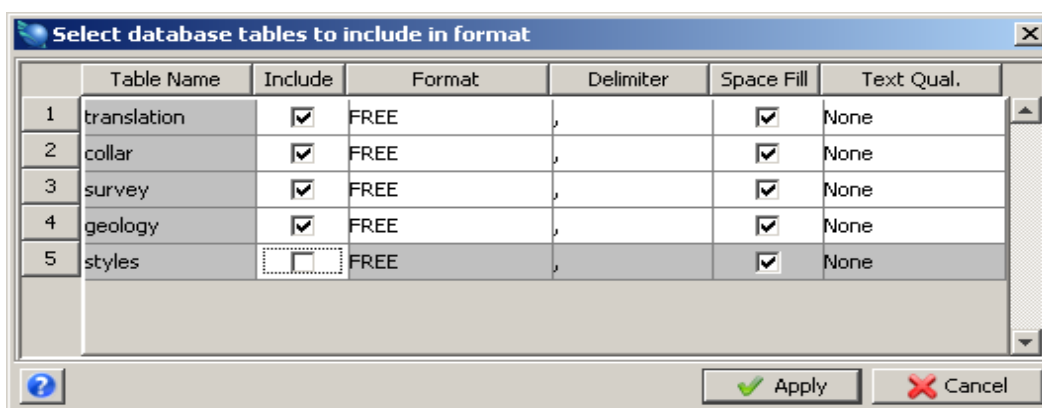 Select database tables to include in format
Table Name Include Format Delimiter Space Fill Text Qual.
1 translation FREE , None
2 collar FREE , None
3 survey FREE , None
4 geology FREE , None
5 styles FREE , None
? Apply Cancel